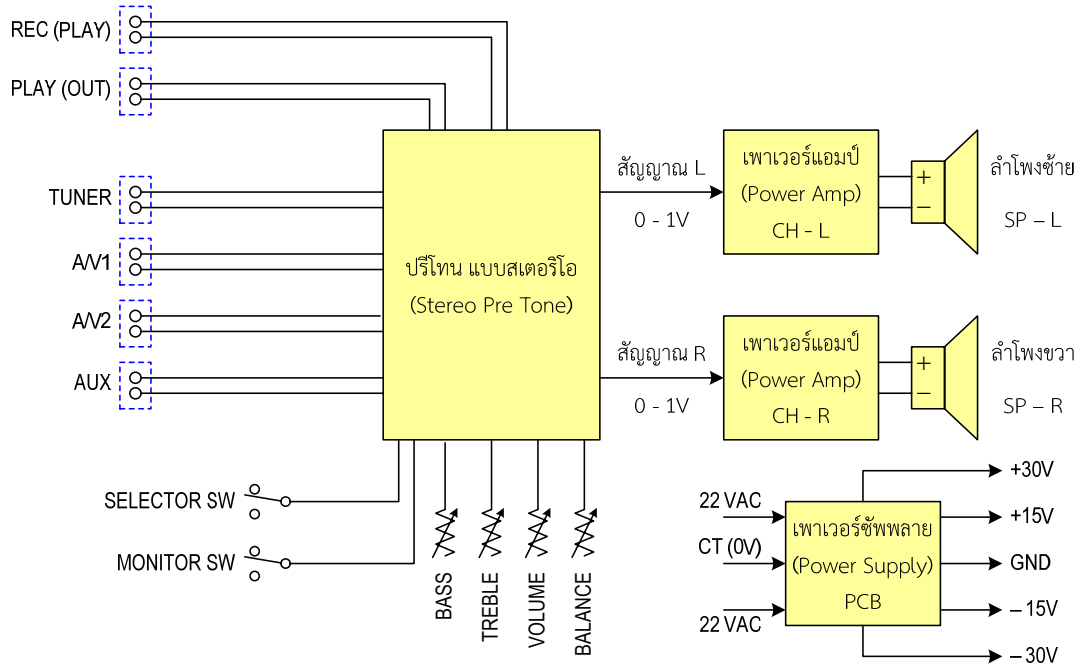 REC (PLAY)
PLAY (OUT)
TUNER
A/V1
A/V2
AUX
SELECTOR SW
MONITOR SW
ปรีโทน แบบสเตอริโอ
(Stereo Pre Tone)
BASS
TREBLE
VOLUME
BALANCE
สัญญาณ L
0 - 1V
เพาเวอร์แอมป์
(Power Amp)
CH - L
+
−
ลำโพงซ้าย
SP – L
สัญญาณ R
0 - 1V
เพาเวอร์แอมป์
(Power Amp)
CH - R
+
−
ลำโพงขวา
SP – R
22 VAC
CT (0V)
22 VAC
เพาเวอร์ซัพพลาย
(Power Supply)
PCB
+30V
+15V
GND
– 15V
– 30V